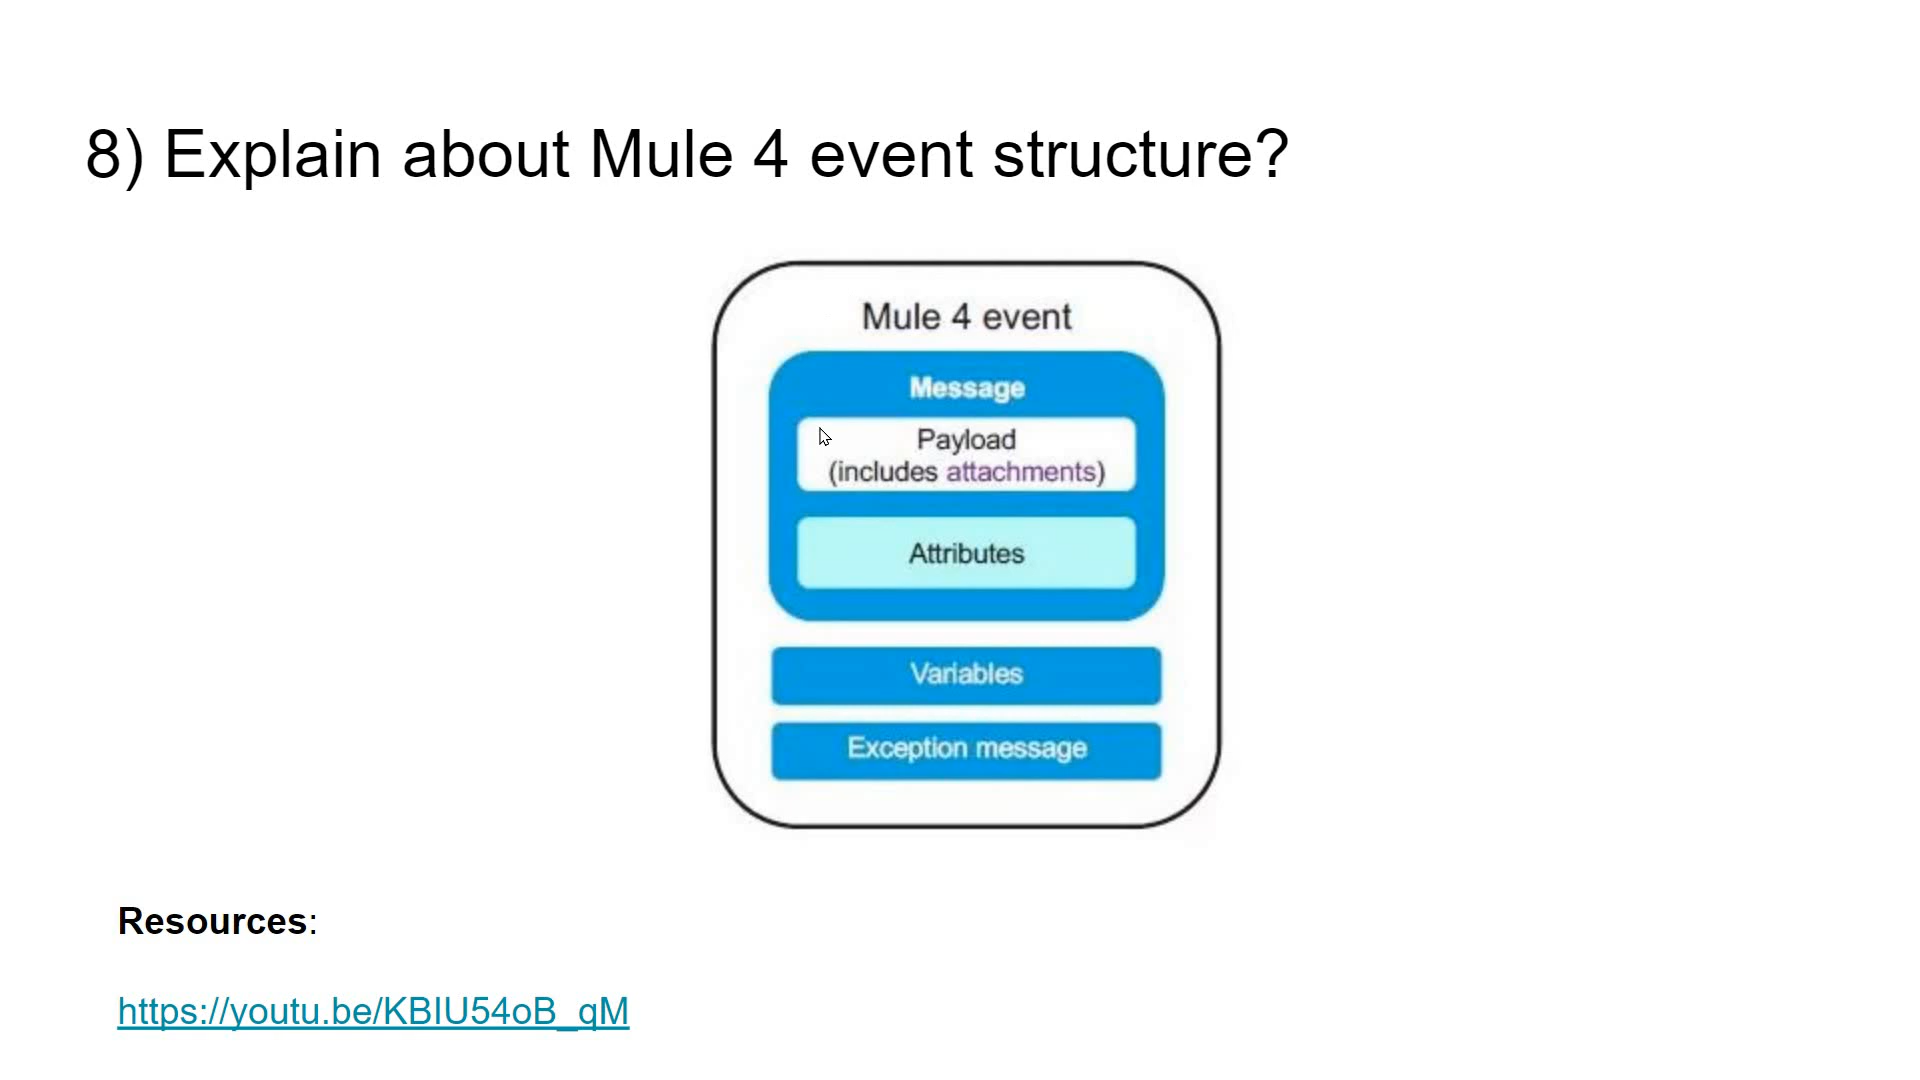 8) Explain about Mule 4 event structure?
Mule 4 event
Message
Payload
(includes attachments)
Attributes
Variables
Exception message
Resources:
https://youtu.be/KBIU54oB_qM